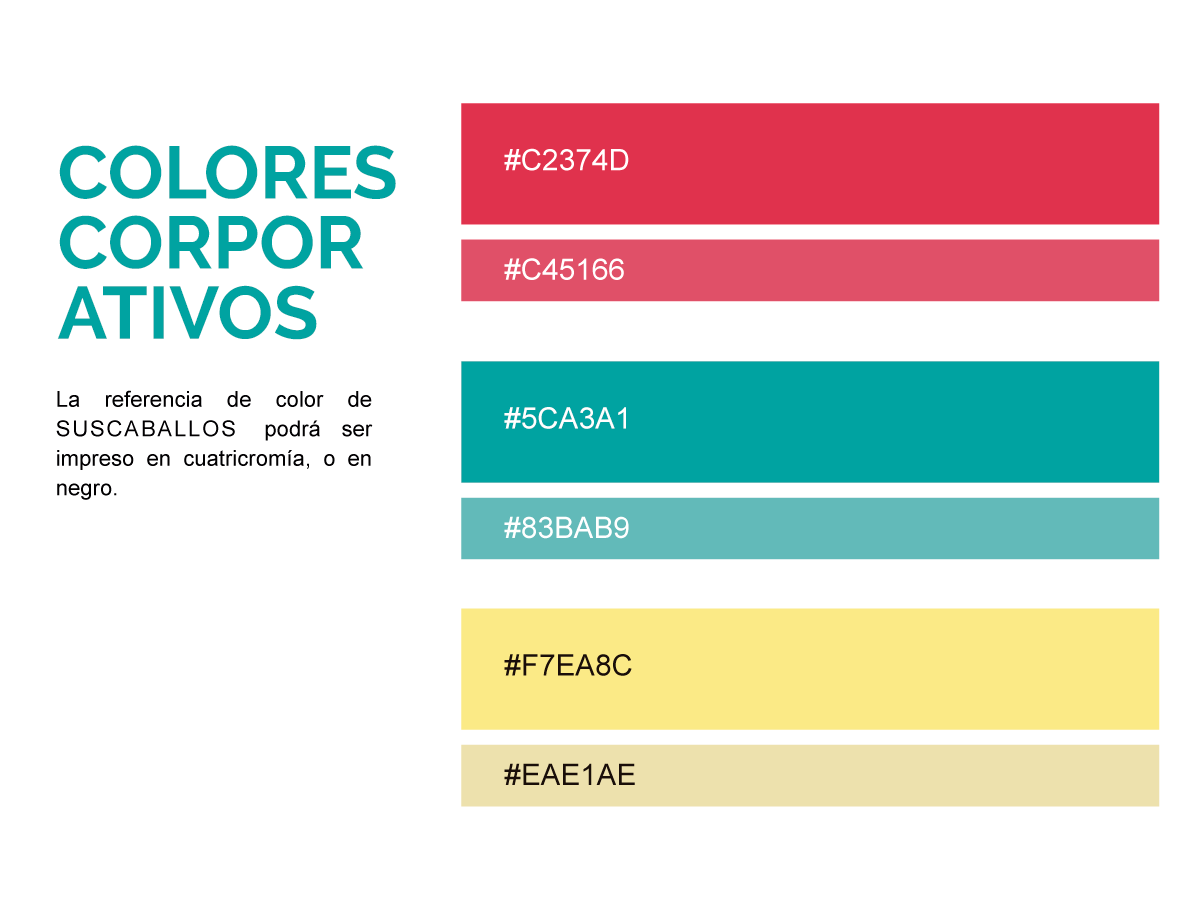 COLORES
CORPOR
ATIVOS
La referencia de color de
SUSCABALLOS podrá ser
impreso en cuatricromía, o en
negro.
#C2374D
#C45166
#5CA3A1
#83BAB9
#F7EA8C
#EAE1AE